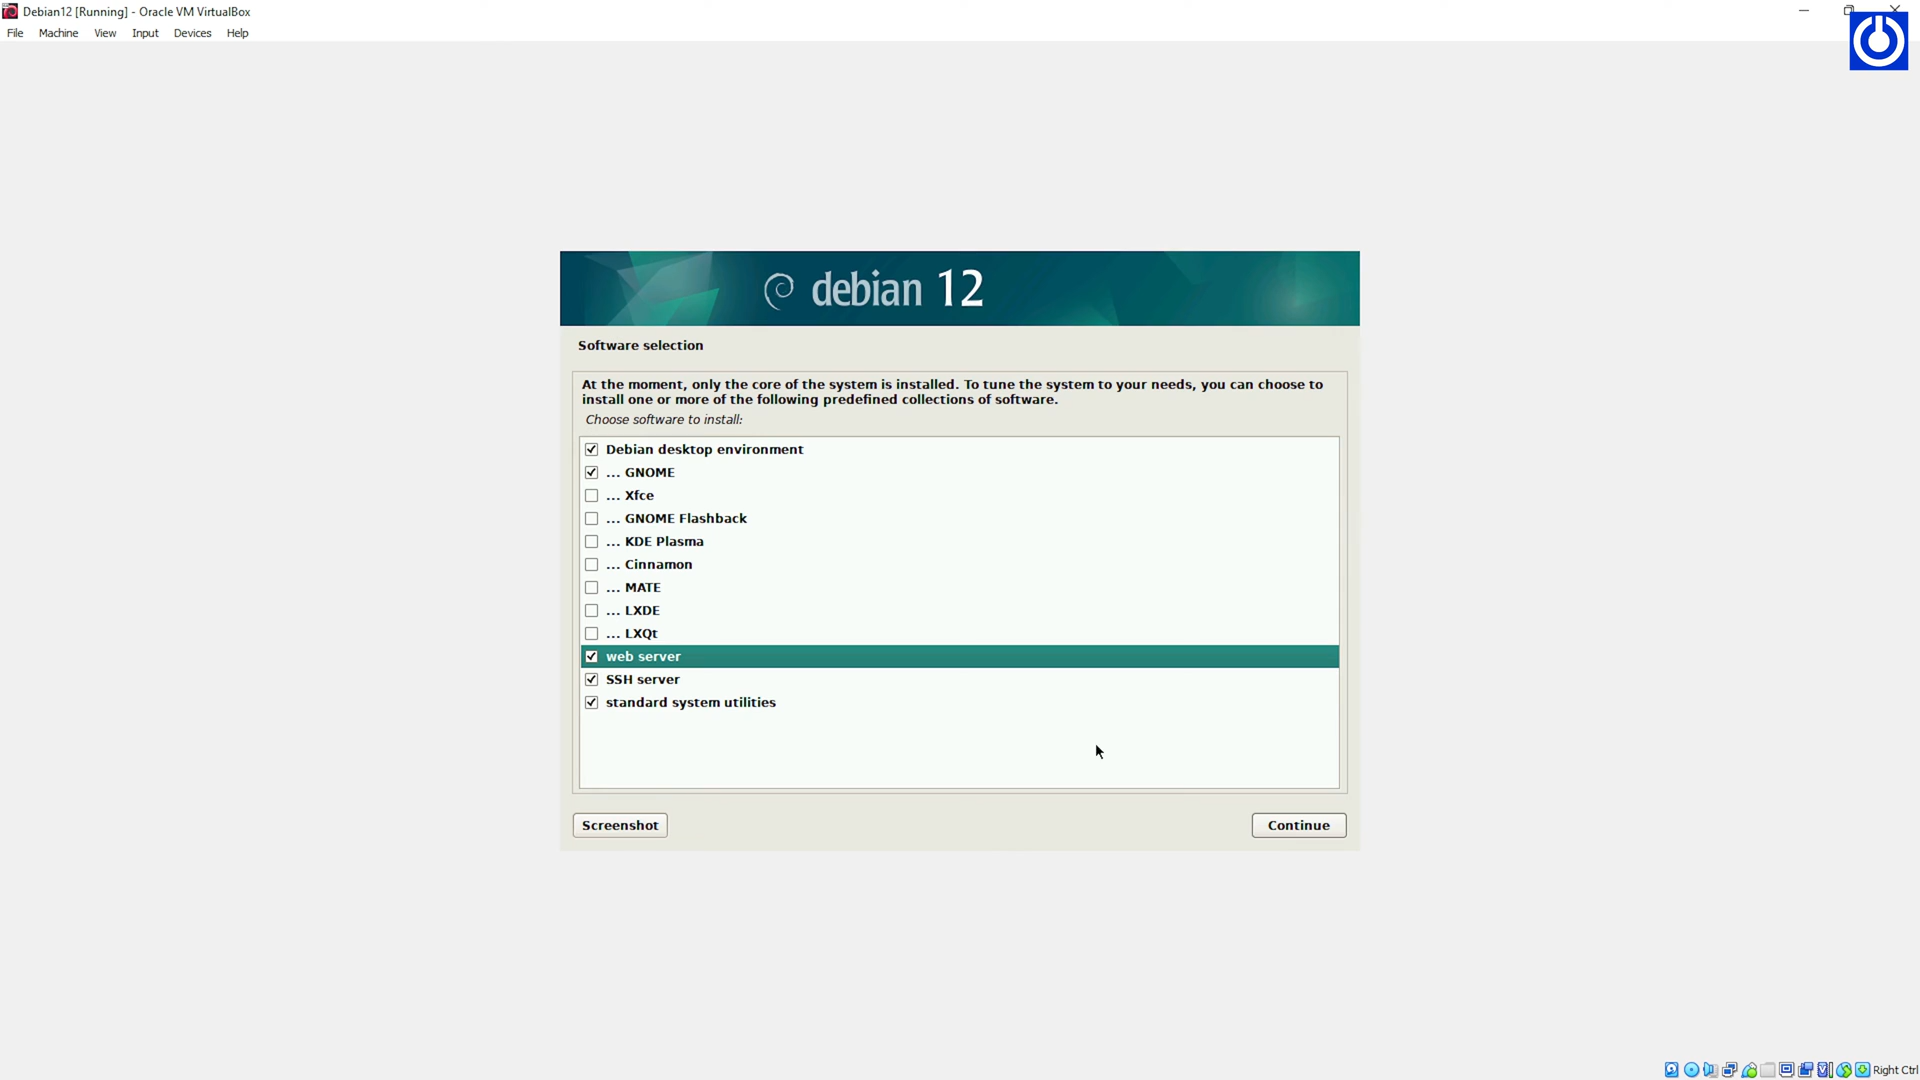 Debian12 [Running] - Oracle VM VirtualBox
File Machine View Input Devices Help
debian 12
Software selection
At the moment, only the core of the system is installed. To tune the system to your needs, you can choose to
install one or more of the following predefined collections of software.
Choose software to install:
Debian desktop environment
... GNOME
... Xfce
... GNOME Flashback
... KDE Plasma
... Cinnamon
... MATE
... LXDE
... LXQt
web server
SSH server
standard system utilities
Screenshot
Continue
Right Ctrl